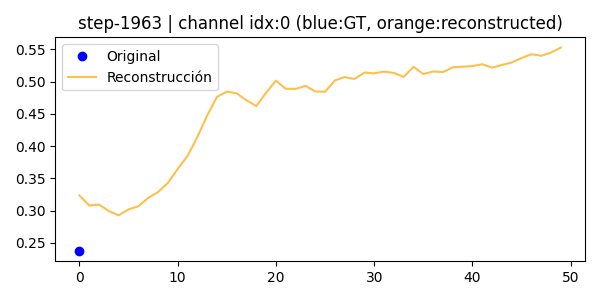 step-1963 | channel idx:0 (blue:GT, orange:reconstructed)
Original
Reconstrucción
0.55
0.50
0.45
0.40
0.35
0.30
0.25
0 10 20 30 40 50